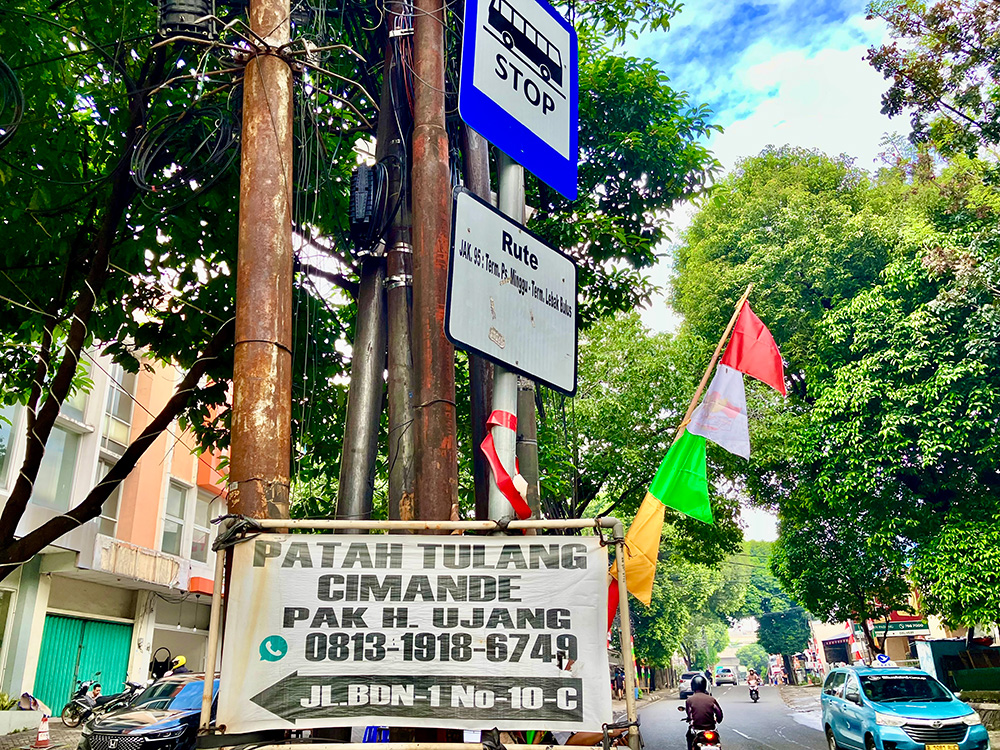 STOP
Rute
JAK. 95 : Term. Ps. Minggu - Term. Lebak Bulus
PATAH TULANG
CIMANDE
PAK H. UJANG
0813-1918-6749
JL.BDN-1 No-10-C